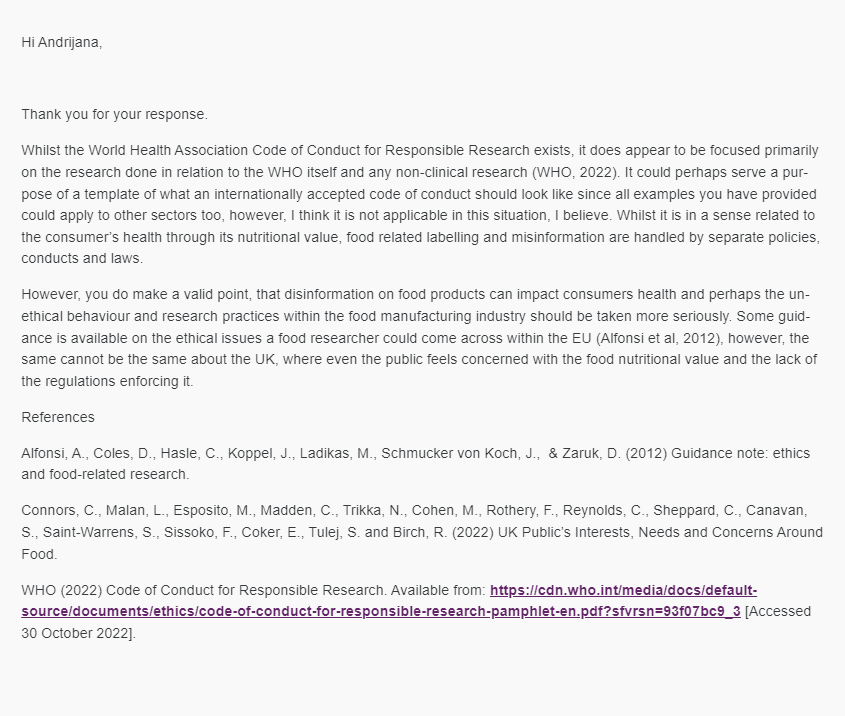 Hi Andrijana,
Thank you for your response.
Whilst the World Health Association Code of Conduct for Responsible Research exists, it does appear to be focused primarily
on the research done in relation to the WHO itself and any non-clinical research (WHO, 2022). It could perhaps serve a pur-
pose of a template of what an internationally accepted code of conduct should look like since all examples you have provided
could apply to other sectors too, however, I think it is not applicable in this situation, I believe. Whilst it is in a sense related to
the consumer's health through its nutritional value, food related labelling and misinformation are handled by separate policies,
conducts and laws.
However, you do make a valid point, that disinformation on food products can impact consumers health and perhaps the un-
ethical behaviour and research practices within the food manufacturing industry should be taken more seriously. Some guid-
ance is available on the ethical issues a food researcher could come across within the EU (Alfonsi et al, 2012), however, the
same cannot be the same about the UK, where even the public feels concerned with the food nutritional value and the lack of
the regulations enforcing it.
References
Alfonsi, A., Coles, D., Hasle, C., Koppel, J., Ladikas, M., Schmucker von Koch, J.,  & Zaruk, D. (2012) Guidance note: ethics
and food-related research.
Connors, C., Malan, L., Esposito, M., Madden, C., Trikka, N., Cohen, M., Rothery, F., Reynolds, C., Sheppard, C., Canavan,
S., Saint-Warrens, S., Sissoko, F., Coker, E., Tulej, S. and Birch, R. (2022) UK Public's Interests, Needs and Concerns Around
Food.
WHO (2022) Code of Conduct for Responsible Research. Available from: https://cdn.who.int/media/docs/default-
source/documents/ethics/code-of-conduct-for-responsible-research-pamphlet-en.pdf?sfvrsn=93f07bc9_3 [Accessed
30 October 2022].